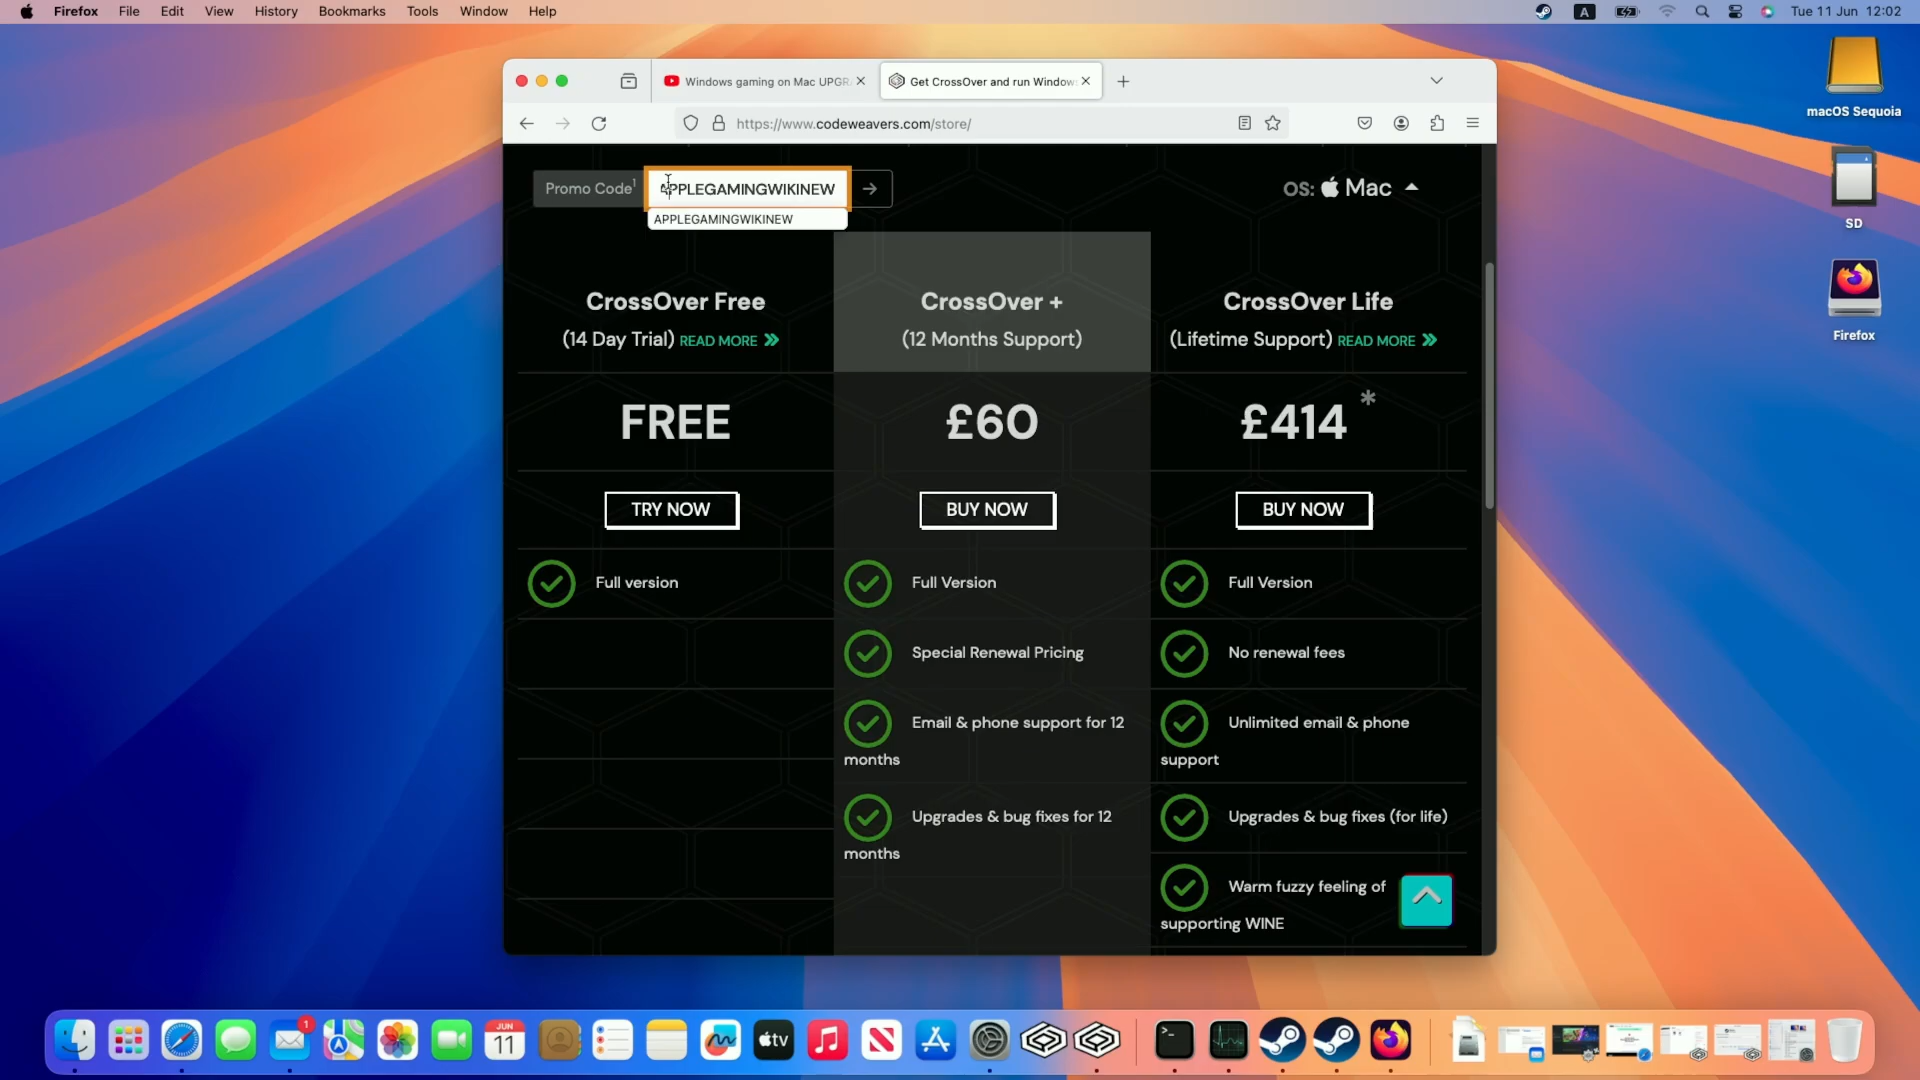 Firefox File Edit View History Bookmarks Tools Window Help
A
Tue 11 Jun 12:02
macOS Sequoia
SD
Firefox
Windows gaming on Mac UPGR
Get CrossOver and run Window
https://www.codeweavers.com/store/
Promo Code1
APPLEGAMINGWIKINEW
OS: Mac
APPLEGAMINGWIKINEW
CrossOver Free
(14 Day Trial) READ MORE
FREE
TRY NOW
Full version
CrossOver +
(12 Months Support)
£60
BUY NOW
Full Version
Special Renewal Pricing
Email & phone support for 12
months
Upgrades & bug fixes for 12
months
CrossOver Life
(Lifetime Support) READ MORE
£414 *
BUY NOW
Full Version
No renewal fees
Unlimited email & phone
support
Upgrades & bug fixes (for life)
Warm fuzzy feeling of
supporting WINE
1
JUN
11
tv